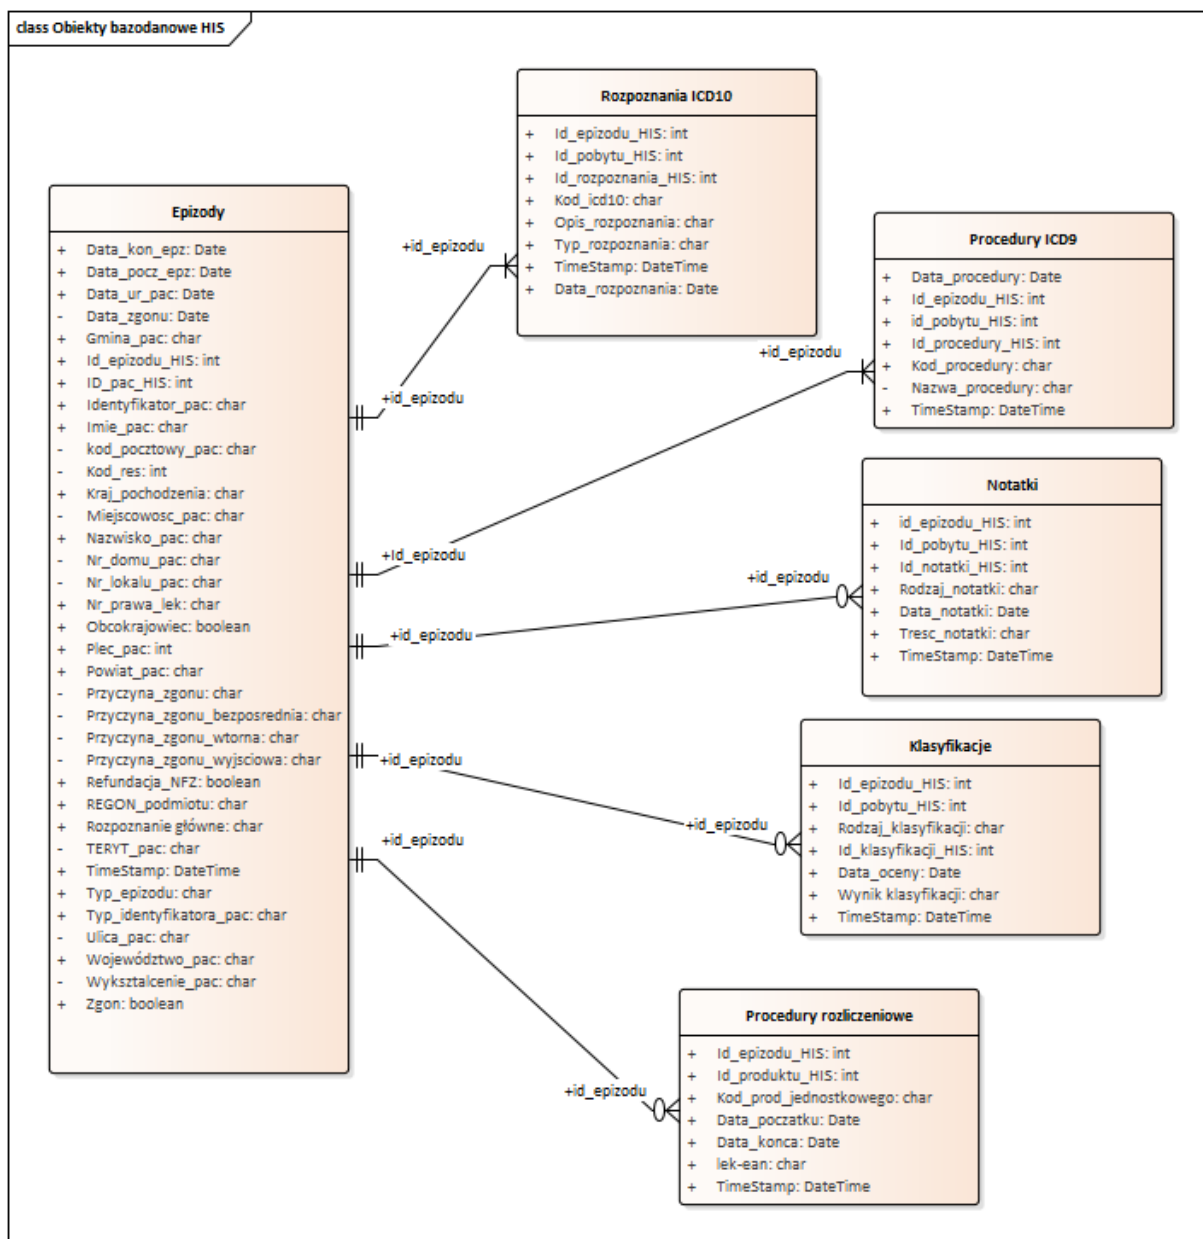 class Obiekty bazodanowe HIS
Rozpoznania ICD10
+ Id_epizodu_HIS: int
+ Id_pobytu_HIS: int
+ Id_rozpoznania_HIS: int
+ Kod_icd10: char
+ Opis_rozpoznania: char
+ Typ_rozpoznania: char
+ TimeStamp: DateTime
+ Data_rozpoznania: Date
Epizody
+ Data_kon_epz: Date
+ Data_pocz_epz: Date
+ Data_ur_pac: Date
- Data_zgonu: Date
+ Gmina_pac: char
+ Id_epizodu_HIS: int
+ ID_pac_HIS: int
+ Identyfikator_pac: char
+ Imie_pac: char
- kod_pocztowy_pac: char
- Kod_res: int
+ Kraj_pochodzenia: char
- Miejscowosc_pac: char
+ Nazwisko_pac: char
- Nr_domu_pac: char
- Nr_lokalu_pac: char
+ Nr_prawa_lek: char
+ Obcokrajowiec: boolean
+ Plec_pac: int
+ Powiat_pac: char
- Przyczyna_zgonu: char
- Przyczyna_zgonu_bezposrednia: char
- Przyczyna_zgonu_wtorna: char
- Przyczyna_zgonu_wyjsciowa: char
+ Refundacja_NFZ: boolean
+ REGON_podmiotu: char
+ Rozpoznanie główne: char
- TERYT_pac: char
+ TimeStamp: DateTime
+ Typ_epizodu: char
+ Typ_identyfikatora_pac: char
- Ulica_pac: char
+ Województwo_pac: char
- Wyksztalcenie_pac: char
+ Zgon: boolean
+id_epizodu
+id_epizodu
Procedury ICD9
+ Data_procedury: Date
+ Id_epizodu_HIS: int
+ id_pobytu_HIS: int
+ Id_procedury_HIS: int
+ Kod_procedury: char
- Nazwa_procedury: char
+ TimeStamp: DateTime
+id_epizodu
+Id_epizodu
Notatki
+ id_epizodu_HIS: int
+ Id_pobytu_HIS: int
+ Id_notatki_HIS: int
+ Rodzaj_notatki: char
+ Data_notatki: Date
+ Tresc_notatki: char
+ TimeStamp: DateTime
+id_epizodu
+id_epizodu
Klasyfikacje
+ Id_epizodu_HIS: int
+ Id_pobytu_HIS: int
+ Rodzaj_klasyfikacji: char
+ Id_klasyfikacji_HIS: int
+ Data_oceny: Date
+ Wynik klasyfikacji: char
+ TimeStamp: DateTime
+id_epizodu
+id_epizodu
Procedury rozliczeniowe
+ Id_epizodu_HIS: int
+ Id_produktu_HIS: int
+ Kod_prod_jednostkowego: char
+ Data_poczatku: Date
+ Data_konca: Date
+ lek-ean: char
+ TimeStamp: DateTime
+id_epizodu
+id_epizodu